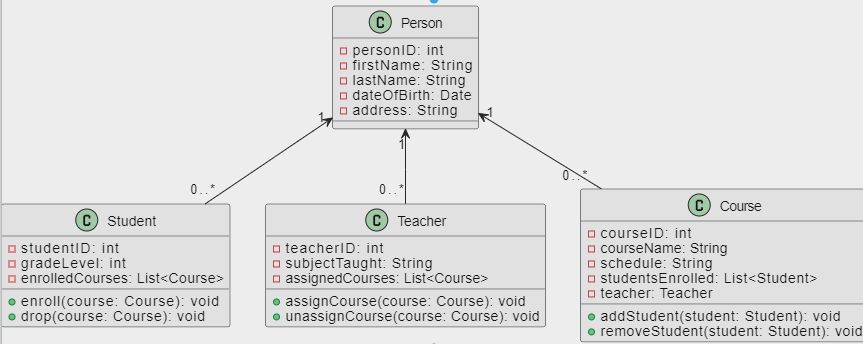 C Person
personID: int
firstName: String
lastName: String
dateOfBirth: Date
address: String
1
1
1
0..*
0..*
0..*
C Student
studentID: int
gradeLevel: int
enrolledCourses: List<Course>
enroll(course: Course): void
drop(course: Course): void
C Teacher
teacherID: int
subjectTaught: String
assignedCourses: List<Course>
assignCourse(course: Course): void
unassignCourse(course: Course): void
C Course
courseID: int
courseName: String
schedule: String
studentsEnrolled: List<Student>
teacher: Teacher
addStudent(student: Student): void
removeStudent(student: Student): void